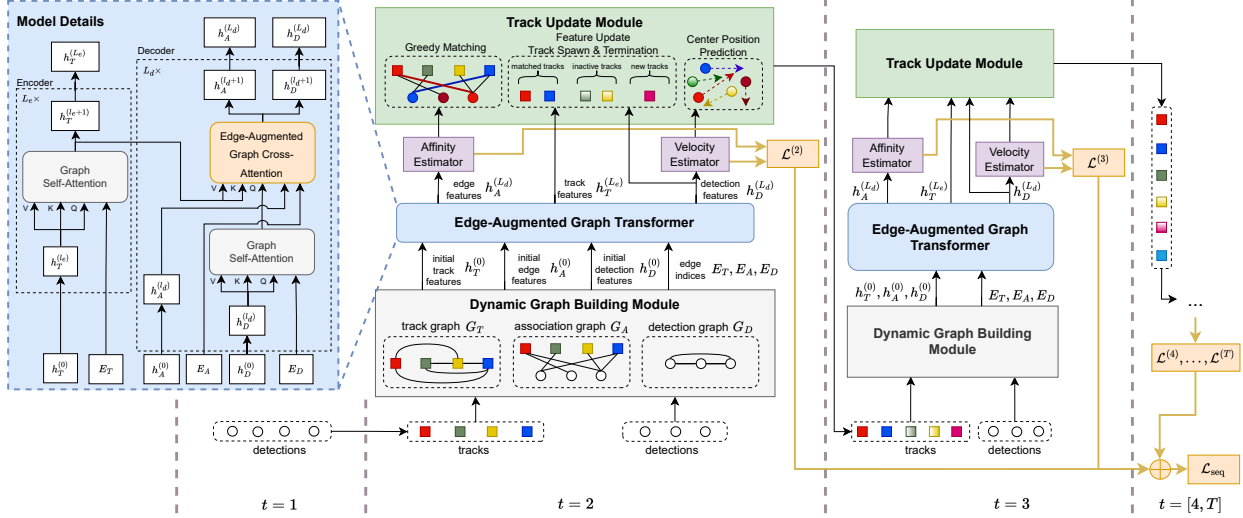 Model Details
h_A^{(L_d)}
h_D^{(L_d)}
Decoder
h_T^{(L_e)}
L_d×
Encoder
L_e×
h_A^{(l_d+1)}
h_D^{(l_d+1)}
h_T^{(l_e+1)}
Edge-Augmented
Graph Cross-
Attention
Graph
Self-Attention
V K Q
V K Q
Graph
Self-Attention
V K Q
h_T^{(l_e)}
h_A^{(l_d)}
h_D^{(l_d)}
h_T^{(0)}
E_T
h_A^{(0)}
E_A
h_D^{(0)}
E_D
detections
t = 1
Track Update Module
Greedy Matching
Feature Update
Track Spawn & Termination
matched tracks
inactive tracks
new tracks
Center Position
Prediction
Affinity
Estimator
Velocity
Estimator
ℒ^{(2)}
edge
features
h_A^{(L_d)}
track
features
h_T^{(L_e)}
detection
features
h_D^{(L_d)}
Edge-Augmented Graph Transformer
initial
track
features
h_T^{(0)}
initial
edge
features
h_A^{(0)}
initial
detection
features
h_D^{(0)}
edge
indices
E_T, E_A, E_D
Dynamic Graph Building Module
track graph G_T
association graph G_A
detection graph G_D
tracks
detections
t = 2
Track Update Module
Affinity
Estimator
Velocity
Estimator
ℒ^{(3)}
h_A^{(L_d)}
h_T^{(L_e)}
h_D^{(L_d)}
Edge-Augmented Graph
Transformer
h_T^{(0)}, h_A^{(0)}, h_D^{(0)}
E_T, E_A, E_D
Dynamic Graph Building
Module
tracks
detections
t = 3
...
ℒ^{(4)}, ..., ℒ^{(T)}
ℒ_seq
t = [4, T]